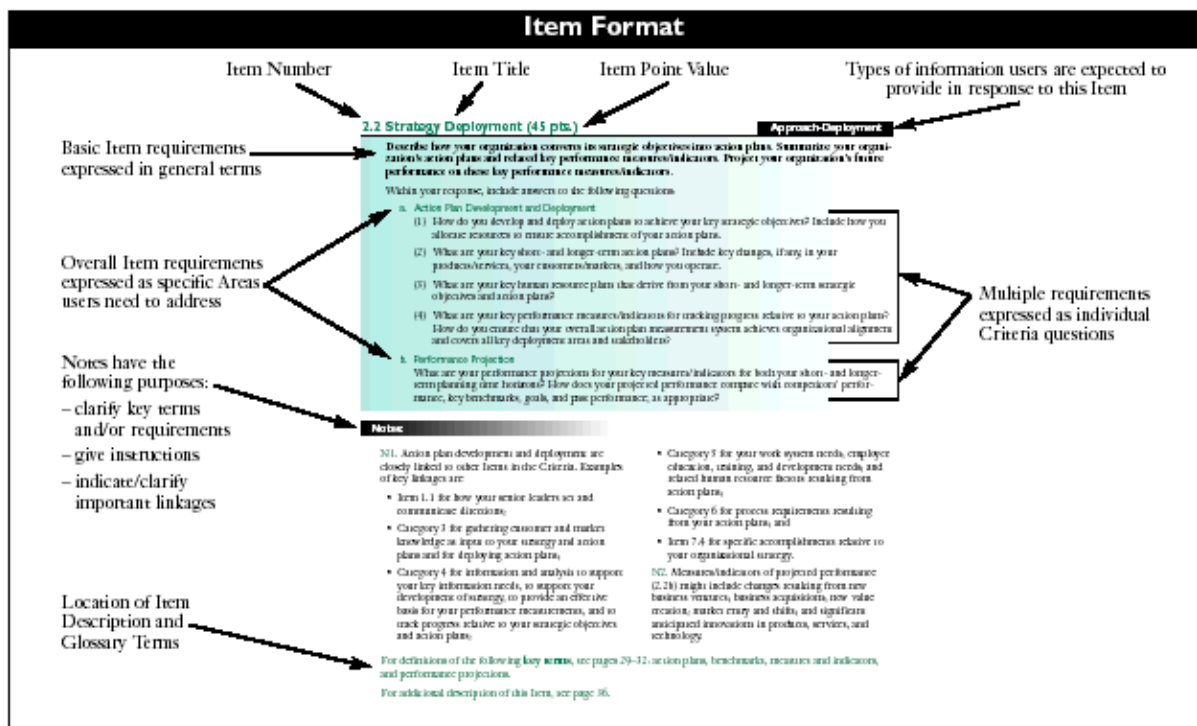 Item Format
Item Number
Item Title
Item Point Value
Types of information users are expected to
provide in response to this Item
2.2 Strategy Deployment (45 pts.)
Approach-Deployment
Basic Item requirements
expressed in general terms
Describe how your organization converts its strategic objectives into action plans. Summarize your organi-
zation's action plans and related key performance measures/indicators. Project your organization's future
performance on these key performance measures/indicators.
Within your response, include answers to the following questions:
a. Action Plan Development and Deployment
(1) How do you develop and deploy action plans to achieve your key strategic objectives? Include how you
allocate resources to ensure accomplishment of your action plans.
(2) What are your key short- and longer-term action plans? Include key changes, if any, in your
products/services, your customers/markets, and how you operate.
(3) What are your key human resource plans that derive from your short- and longer-term strategic
objectives and action plans?
(4) What are your key performance measures/indicators for tracking progress relative to your action plans?
How do you ensure that your overall action plan measurement system achieves organizational alignment
and covers all key deployment areas and stakeholders?
b. Performance Projection
What are your performance projections for your key measures/indicators for both your short- and longer-
term planning time horizons? How does your projected performance compare with competitors' perfor-
mance, key benchmarks, goals, and past performance, as appropriate?
Overall Item requirements
expressed as specific Areas
users need to address
Multiple requirements
expressed as individual
Criteria questions
Notes have the
following purposes:
– clarify key terms
and/or requirements
– give instructions
– indicate/clarify
important linkages
Notes:
N1. Action plan development and deployment are
closely linked to other Items in the Criteria. Examples
of key linkages are
• Item 1.1 for how your senior leaders set and
communicate directions;
• Category 3 for gathering customer and market
knowledge as input to your strategy and action
plans and for deploying action plans;
• Category 4 for information and analysis to support
your key information needs, to support your
development of strategy, to provide an effective
basis for your performance measurements, and to
track progress relative to your strategic objectives
and action plans;
• Category 5 for your work system needs; employee
education, training, and development needs; and
related human resource factors resulting from
action plans;
• Category 6 for process requirements resulting
from your action plans; and
• Item 7.4 for specific accomplishments relative to
your organizational strategy.
N2. Measures/indicators of projected performance
(2.2b) might include changes resulting from new
business ventures; business acquisitions; new value
creation; market entry and shifts; and significant
anticipated innovations in products, services, and
technology.
Location of Item
Description and
Glossary Terms
For definitions of the following key terms, see pages 29–32: action plans, benchmarks, measures and indicators,
and performance projections.
For additional description of this Item, see page 36.